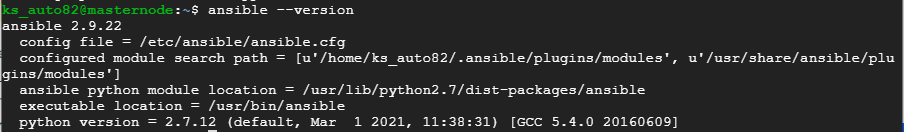 ks_auto82@masternode:~$ ansible --version
ansible 2.9.22
  config file = /etc/ansible/ansible.cfg
  configured module search path = [u'/home/ks_auto82/.ansible/plugins/modules', u'/usr/share/ansible/plu
gins/modules']
  ansible python module location = /usr/lib/python2.7/dist-packages/ansible
  executable location = /usr/bin/ansible
  python version = 2.7.12 (default, Mar  1 2021, 11:38:31) [GCC 5.4.0 20160609]